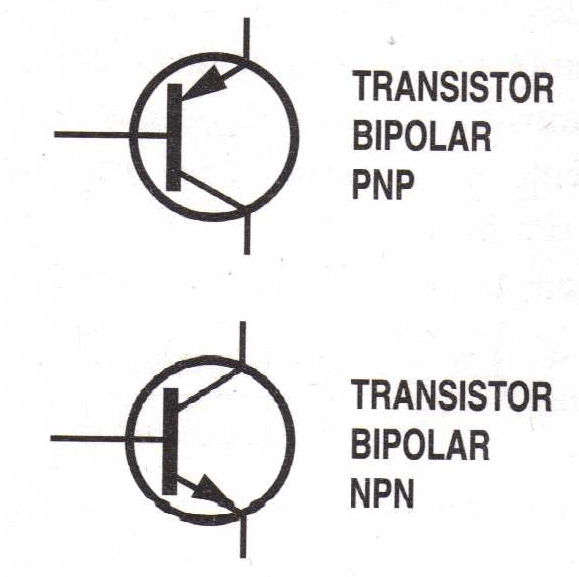 TRANSISTOR
BIPOLAR
PNP
TRANSISTOR
BIPOLAR
NPN